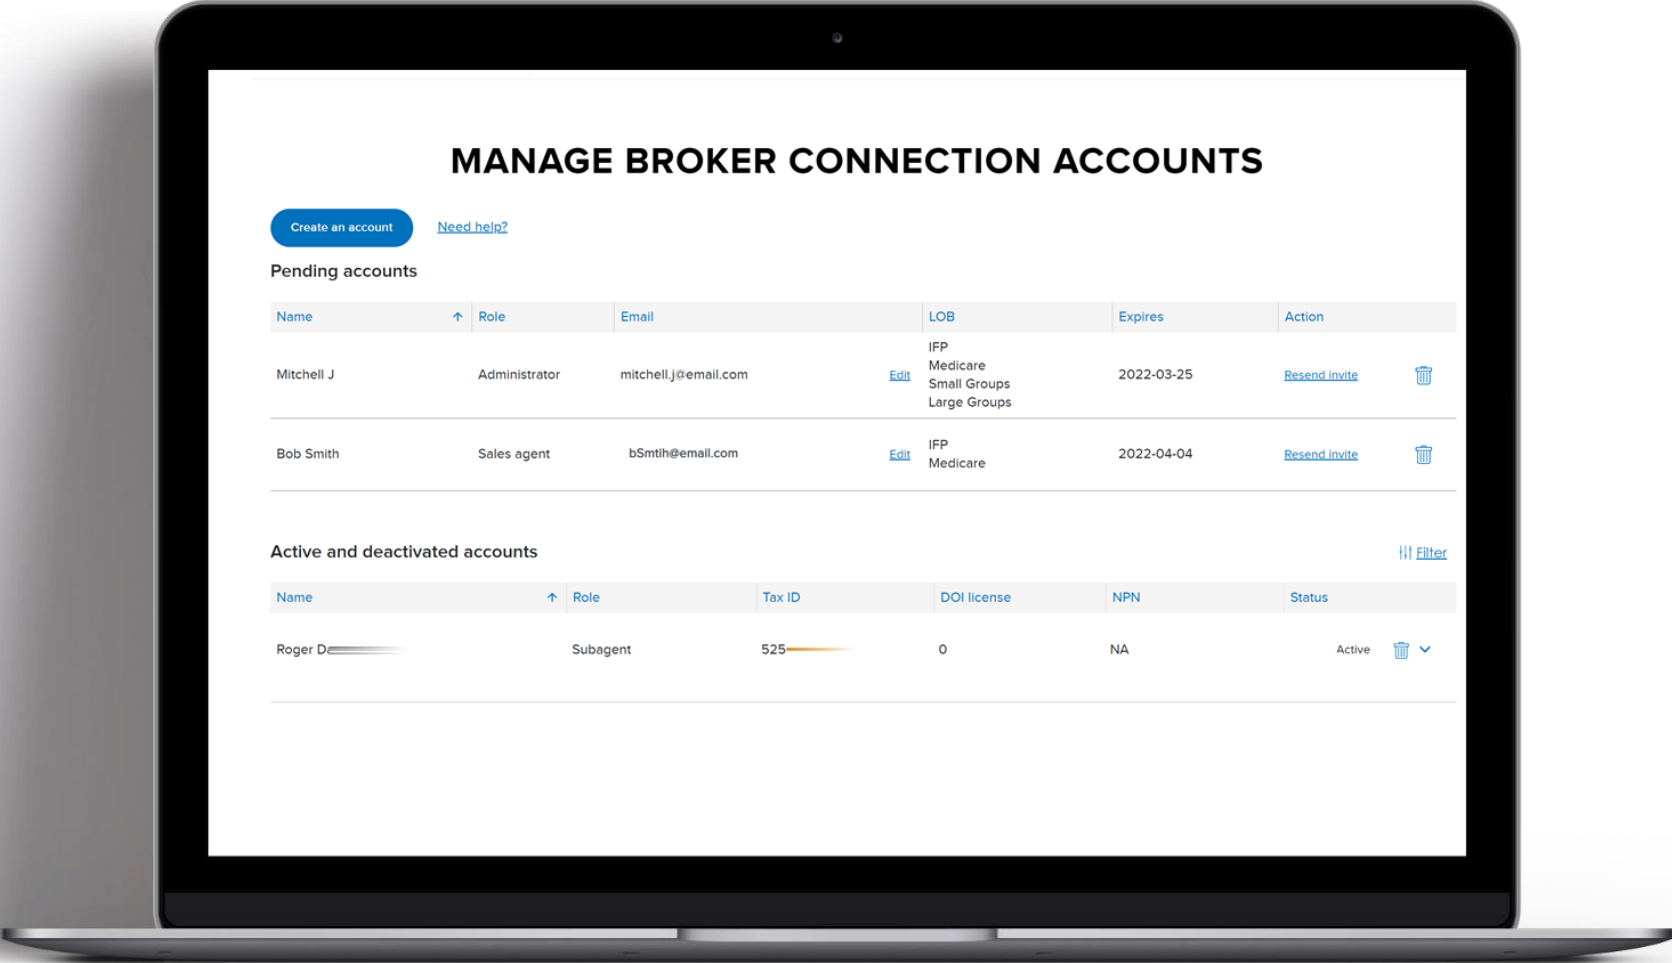 MANAGE BROKER CONNECTION ACCOUNTS
Create an account Need help?
Pending accounts
Name Role Email LOB Expires Action
Mitchell J Administrator mitchell.j@email.com Edit IFP 2022-03-25 Resend invite
Medicare
Small Groups
Large Groups
Bob Smith Sales agent bSmtih@email.com Edit IFP 2022-04-04 Resend invite
Medicare
Active and deactivated accounts Filter
Name Role Tax ID DOI license NPN Status
Roger Subagent 525 0 NA Active